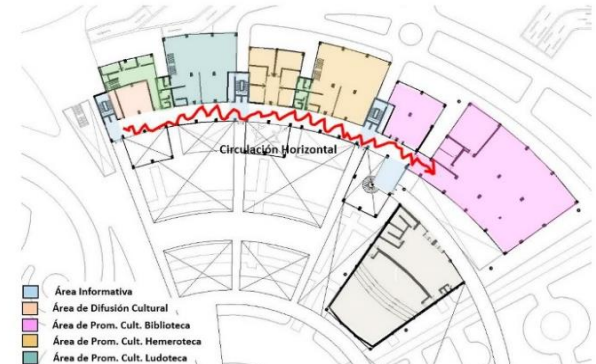 Circulación Horizontal
Área Informativa
Área de Difusión Cultural
Área de Prom. Cult. Biblioteca
Área de Prom. Cult. Hemeroteca
Área de Prom. Cult. Ludoteca